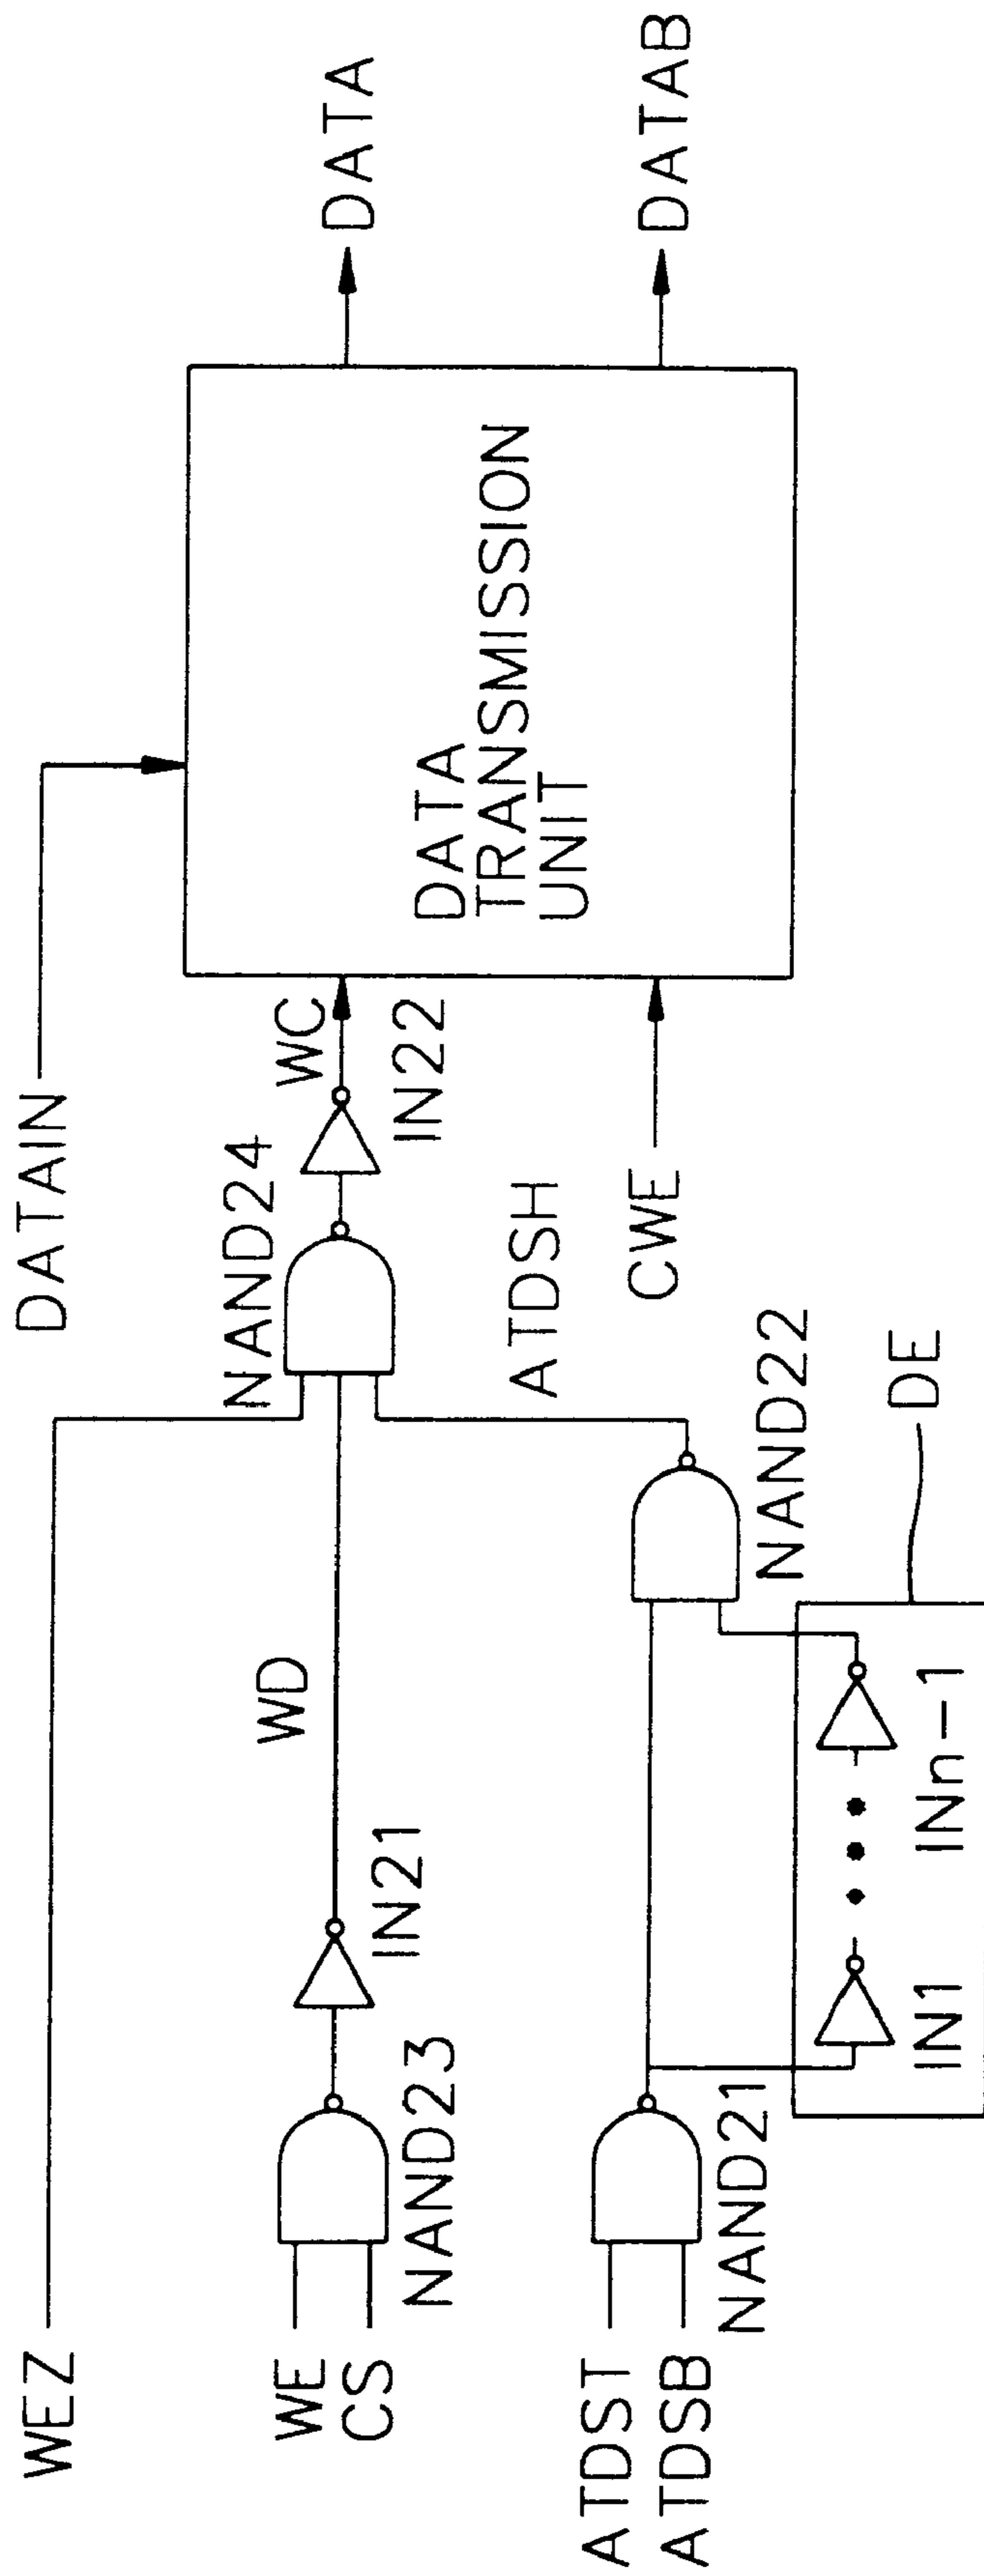 WEZ
DATAIN
WE
CS
NAND23
IN21
WD
NAND24
WC
IN22
ATDSH
CWE
ATDST
ATDSB
NAND21
NAND22
IN1
INn-1
DE
DATA
TRANSMISSION
UNIT
DATA
DATAB